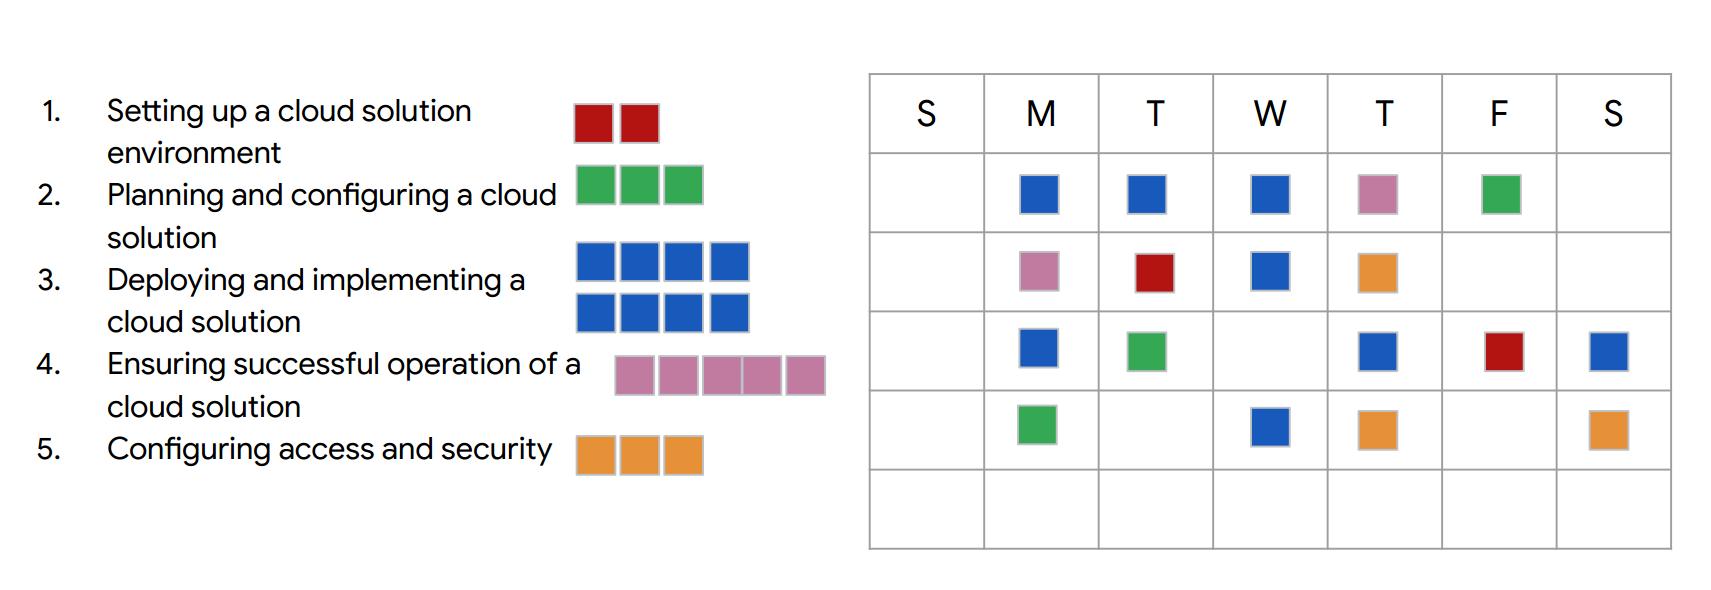 1. Setting up a cloud solution
environment
2. Planning and configuring a cloud
solution
3. Deploying and implementing a
cloud solution
4. Ensuring successful operation of a
cloud solution
5. Configuring access and security
S M T W T F S